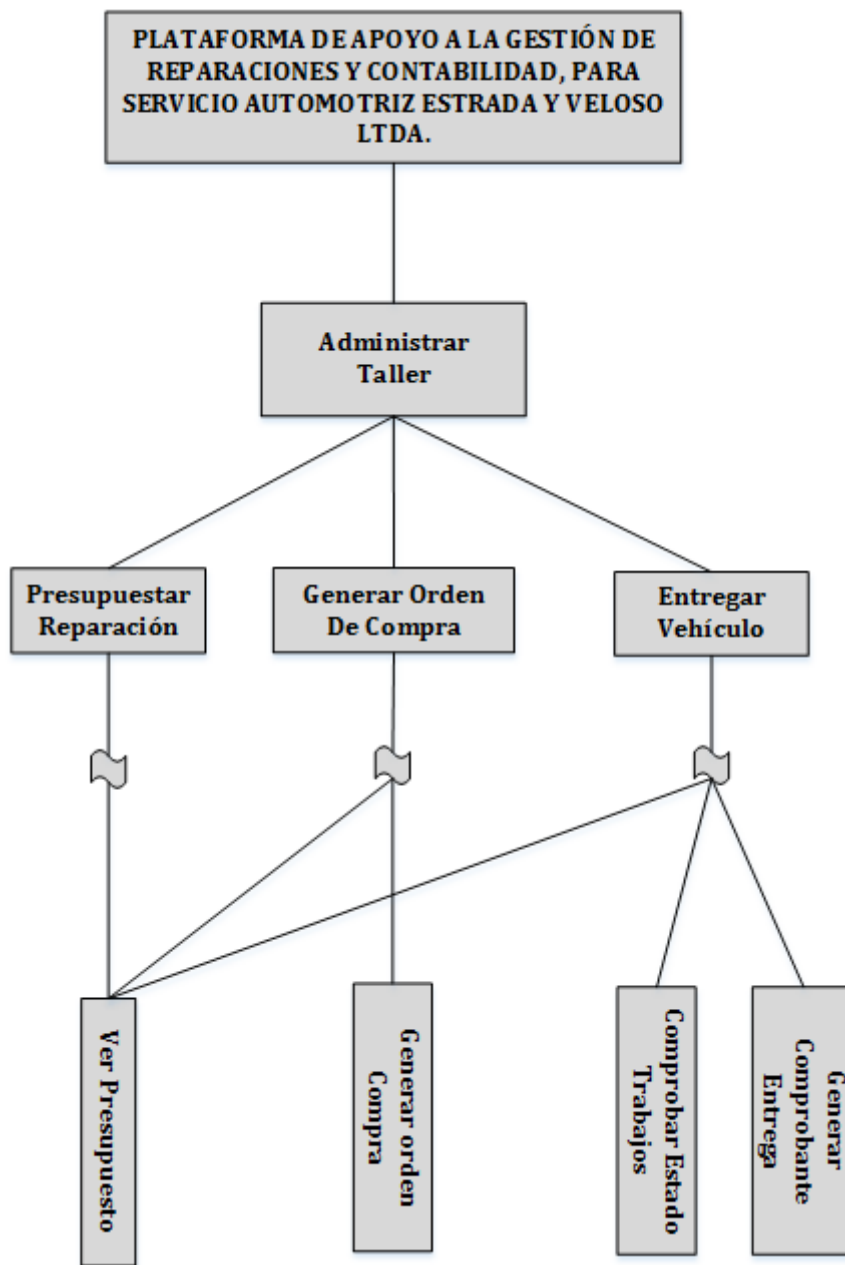 PLATAFORMA DE APOYO A LA GESTIÓN DE
REPARACIONES Y CONTABILIDAD, PARA
SERVICIO AUTOMOTRIZ ESTRADA Y VELOSO
LTDA.
Administrar
Taller
Presupuestar
Reparación
Generar Orden
De Compra
Entregar
Vehículo
Ver Presupuesto
Generar orden
Compra
Comprobar Estado
Trabajos
Generar
Comprobante
Entrega